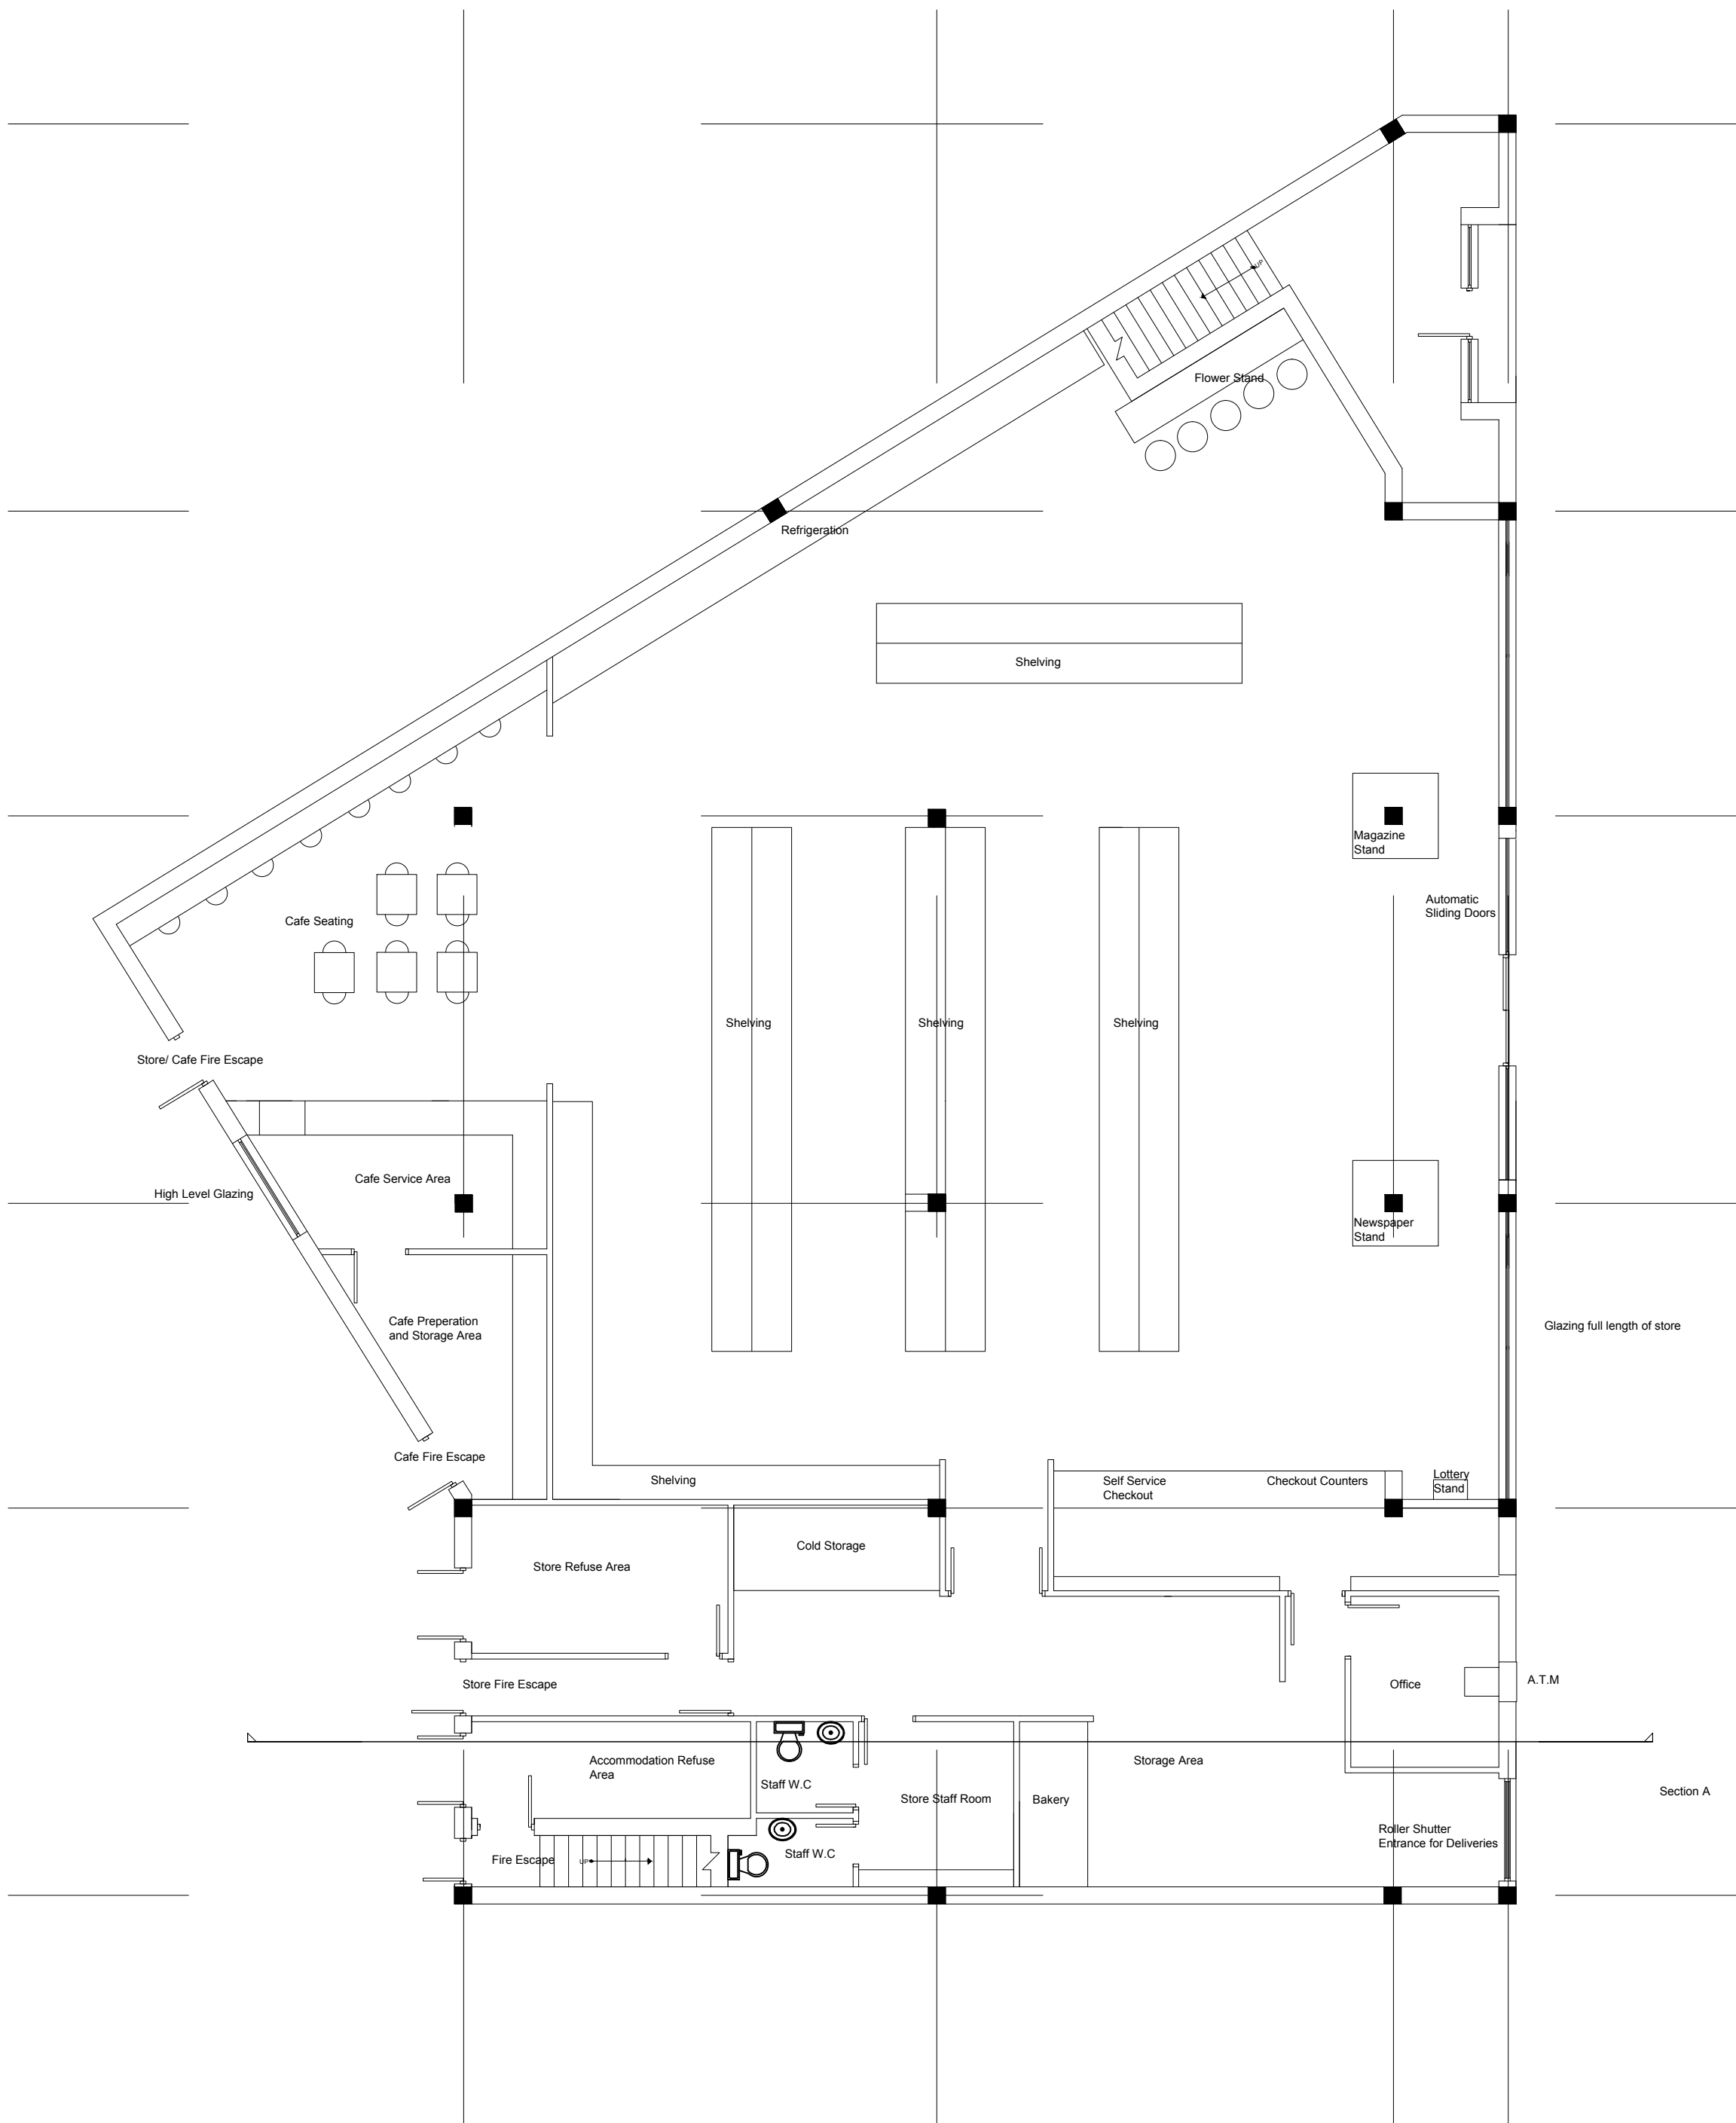 UP
Flower Stand
Refrigeration
Shelving
Magazine
Stand
Automatic
Sliding Doors
Cafe Seating
Shelving
Shelving
Shelving
Store/ Cafe Fire Escape
Cafe Service Area
High Level Glazing
Newspaper
Stand
Cafe Preperation
and Storage Area
Glazing full length of store
Cafe Fire Escape
Shelving
Self Service
Checkout
Checkout Counters
Lottery
Stand
Cold Storage
Store Refuse Area
Store Fire Escape
Office
A.T.M
Accommodation Refuse
Area
Storage Area
Staff W.C
Store Staff Room
Bakery
Section A
Roller Shutter
Entrance for Deliveries
Staff W.C
Fire Escape
UP